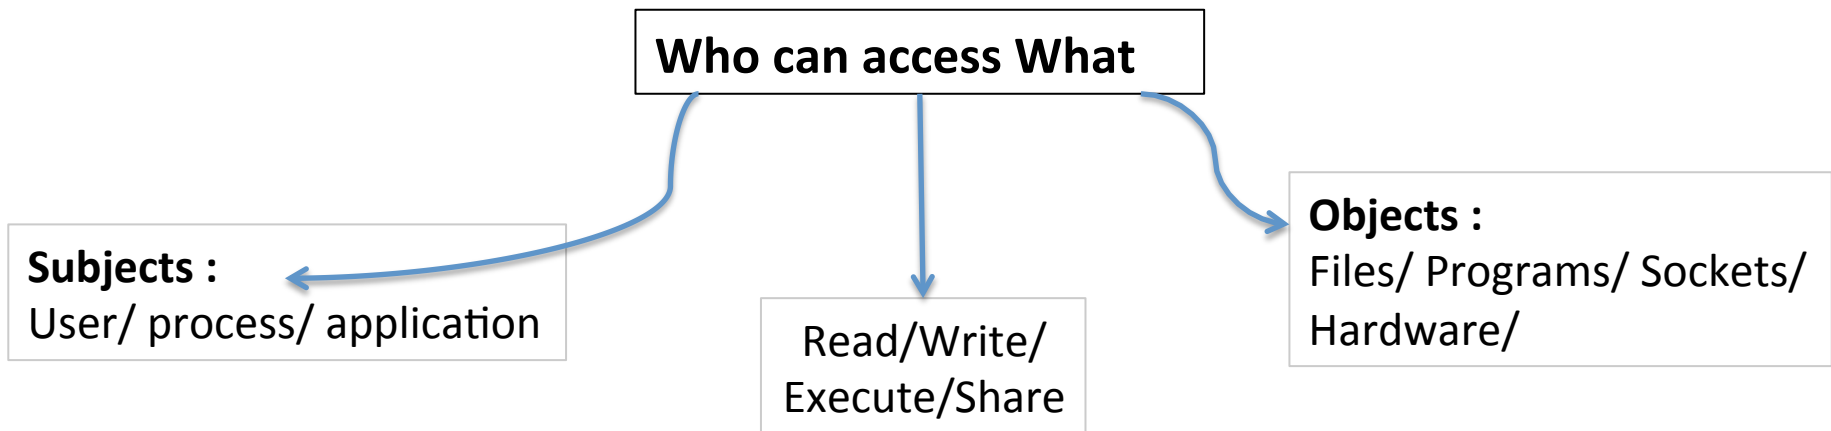 Who can access What
Subjects :
User/ process/ application
Read/Write/
Execute/Share
Objects :
Files/ Programs/ Sockets/
Hardware/